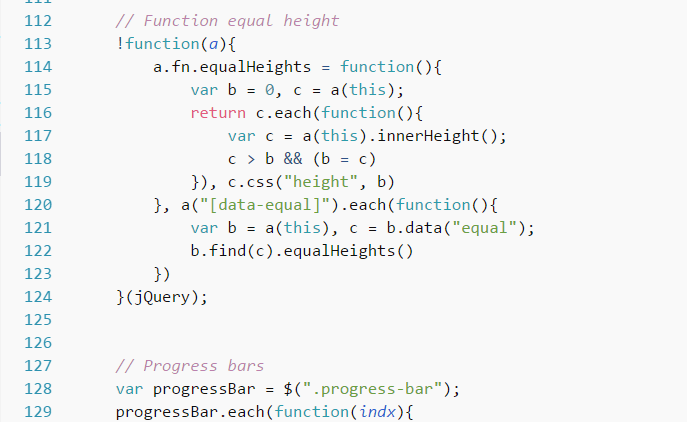 112 // Function equal height
113 !function(a){
114 a.fn.equalHeights = function(){
115 var b = 0, c = a(this);
116 return c.each(function(){
117 var c = a(this).innerHeight();
118 c > b && (b = c)
119 }), c.css("height", b)
120 }, a("[data-equal]").each(function(){
121 var b = a(this), c = b.data("equal");
122 b.find(c).equalHeights()
123 })
124 }(jQuery);
125
126
127 // Progress bars
128 var progressBar = $(".progress-bar");
129 progressBar.each(function(indx){